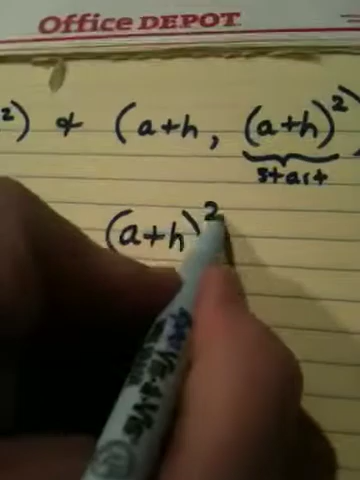 Office DEPOT
²) & (a+h, (a+h)²)
start
(a+h)²